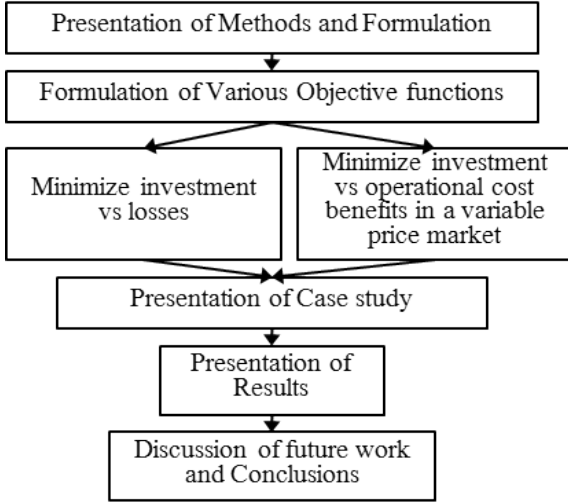 Presentation of Methods and Formulation
Formulation of Various Objective functions
Minimize investment
vs losses
Minimize investment
vs operational cost
benefits in a variable
price market
Presentation of Case study
Presentation of
Results
Discussion of future work
and Conclusions